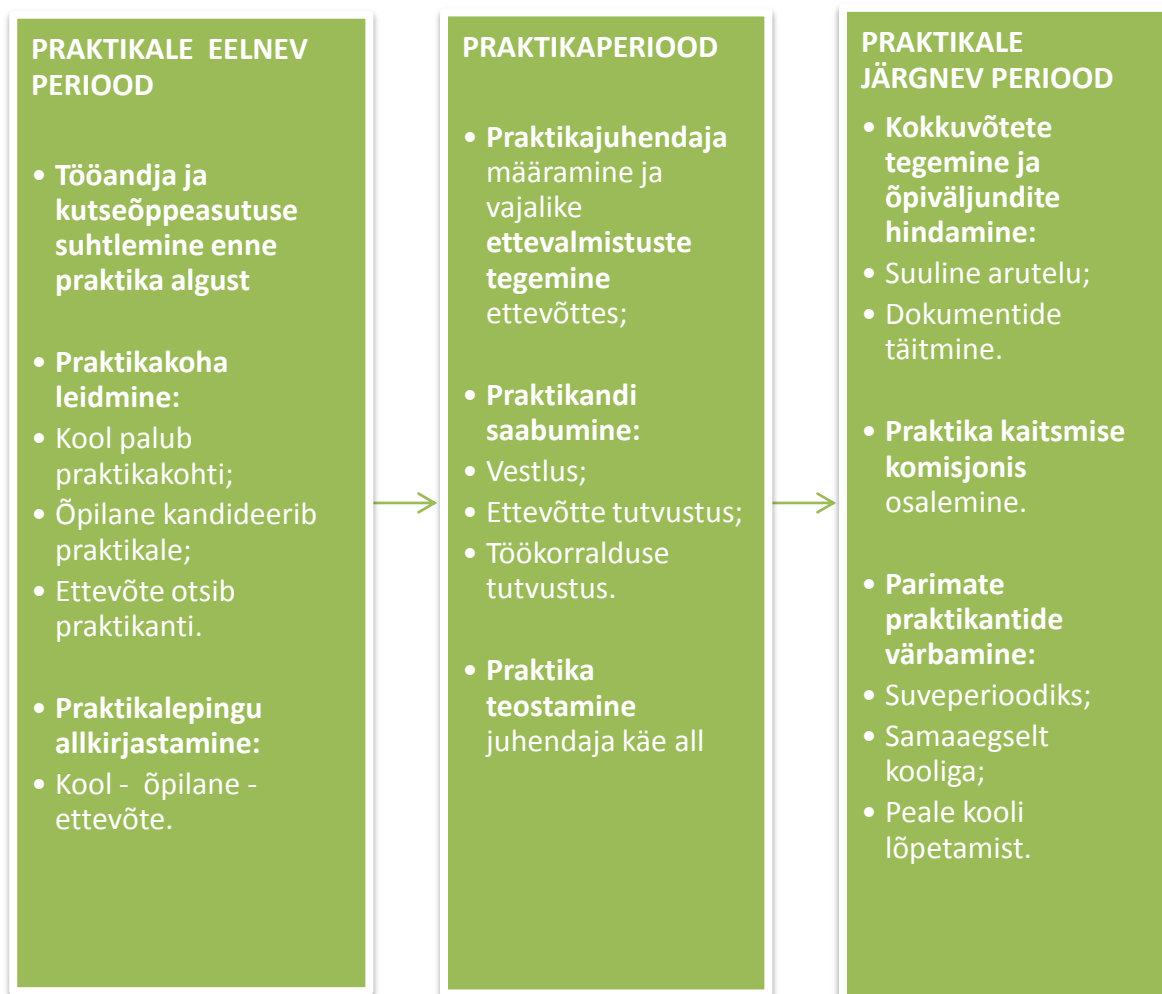 PRAKTIKALE EELNEV
PERIOOD
• Tööandja ja
kutseõppeasutuse
suhtlemine enne
praktika algust
• Praktikakoha
leidmine:
• Kool palub
praktikakohti;
• Õpilane kandideerib
praktikale;
• Ettevõte otsib
praktikanti.
• Praktikalepingu
allkirjastamine:
• Kool - õpilane -
ettevõte.
PRAKTIKAPERIOOD
• Praktikajuhendaja
määramine ja
vajalike
ettevalmistuste
tegemine
ettevõttes;
• Praktikandi
saabumine:
• Vestlus;
• Ettevõtte tutvustus;
• Töökorralduse
tutvustus.
• Praktika
teostamine
juhendaja käe all
PRAKTIKALE
JÄRGNEV PERIOOD
• Kokkuvõtete
tegemine ja
õpiväljundite
hindamine:
• Suuline arutelu;
• Dokumentide
täitmine.
• Praktika kaitsmise
komisjonis
osalemine.
• Parimate
praktikantide
värbamine:
• Suveperioodiks;
• Samaaegselt
kooliga;
• Peale kooli
lõpetamist.